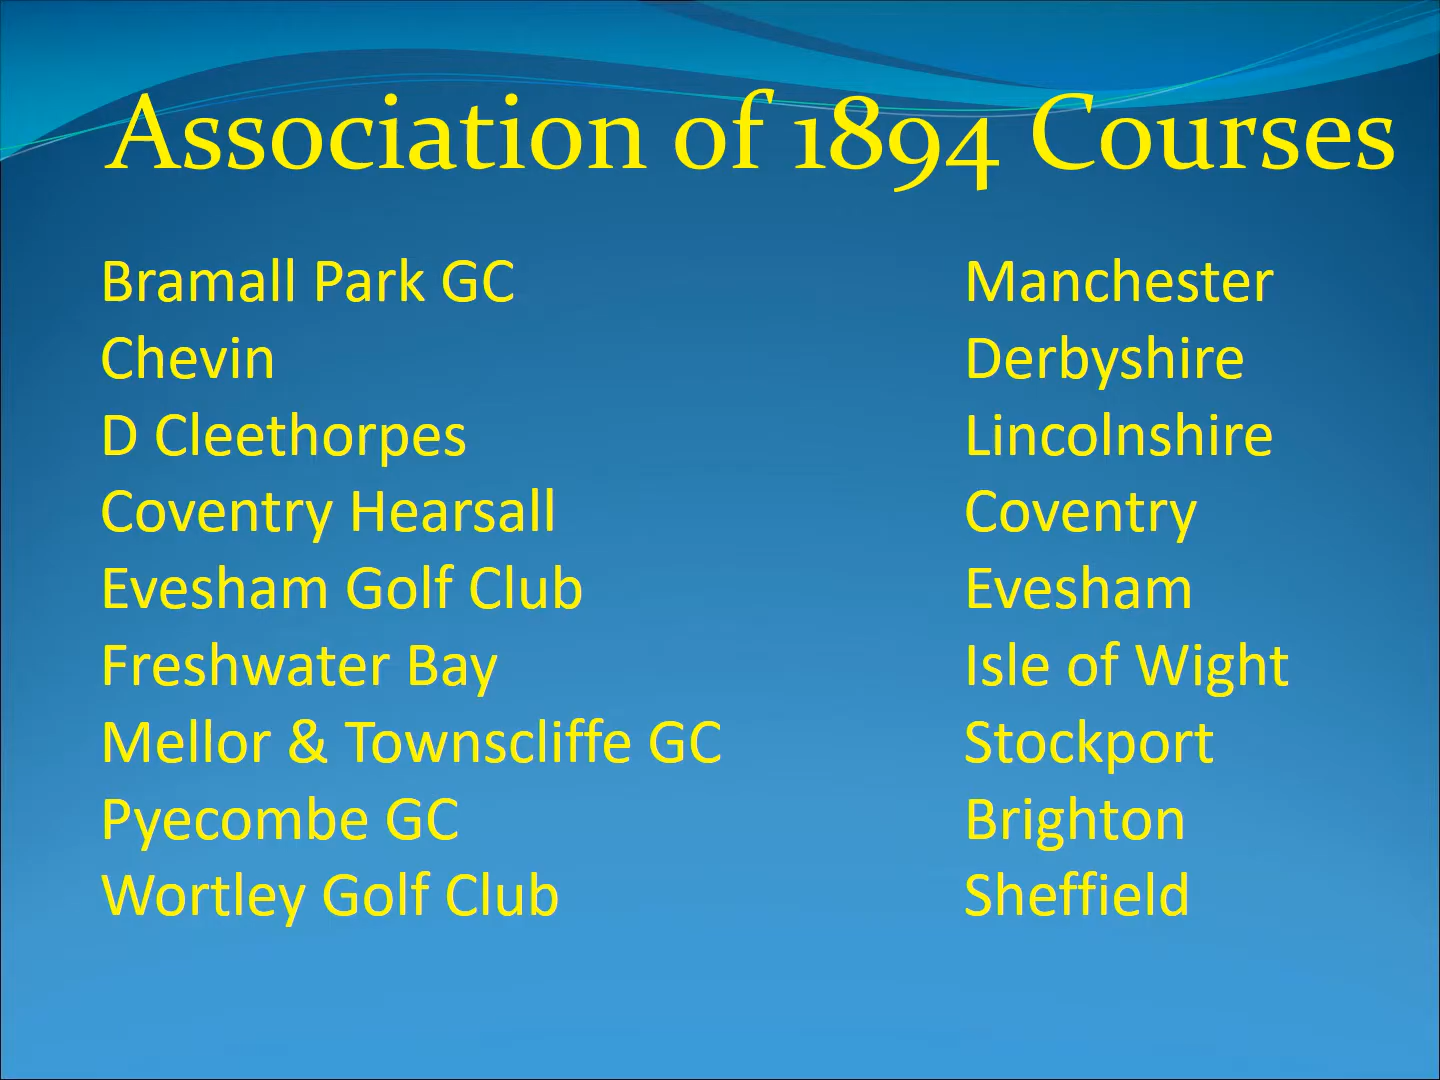 Association of 1894 Courses
Bramall Park GC Manchester
Chevin Derbyshire
D Cleethorpes Lincolnshire
Coventry Hearsall Coventry
Evesham Golf Club Evesham
Freshwater Bay Isle of Wight
Mellor & Townscliffe GC Stockport
Pyecombe GC Brighton
Wortley Golf Club Sheffield